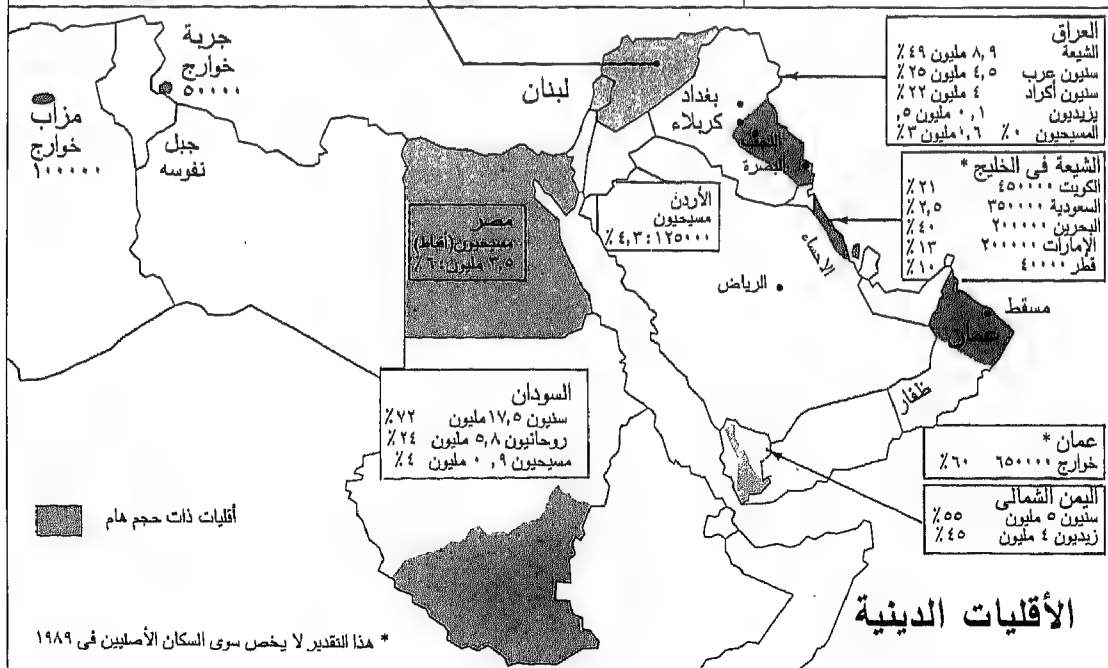 جربة
خوارج
٥٠٠٠٠
مزاب
خوارج
١٠٠٠٠٠
جبل
نفوسه
لبنان
بغداد
كربلاء
النجف
البصرة
العراق
الشيعة ٨,٩ مليون ٤٩٪
سنيون عرب ٤,٥ مليون ٢٥٪
سنيون أكراد ٤ مليون ٢٢٪
يزيديون ٠,١ مليون ٥,
المسيحيون ٠٪ ١,٦ مليون ٣٪
الشيعة فى الخليج *
الكويت ٤٥٠٠٠٠ ٢١٪
السعودية ٣٥٠٠٠٠ ٢,٥٪
البحرين ٢٠٠٠٠٠ ٤٠٪
الإمارات ٢٠٠٠٠٠ ١٣٪
قطر ٤٠٠٠٠ ١٠٪
الأردن
مسيحيون
١٢٥٠٠٠ : ٤,٣٪
مصر
مسيحيون (أقباط)
٣,٥ مليون : ٦٪
الاحساء
الرياض
مسقط
عمان
ظفار
السودان
سنيون ١٧,٥ مليون ٧٢٪
روحانيون ٥,٨ مليون ٢٤٪
مسيحيون ٠,٩ مليون ٤٪
عمان *
خوارج ٦٥٠٠٠٠ ٦٠٪
اليمن الشمالى
سنيون ٥ مليون ٥٥٪
زيديون ٤ مليون ٤٥٪
أقليات ذات حجم هام
الأقليات الدينية
* هذا التقدير لا يخص سوى السكان الأصليين فى ١٩٨٩